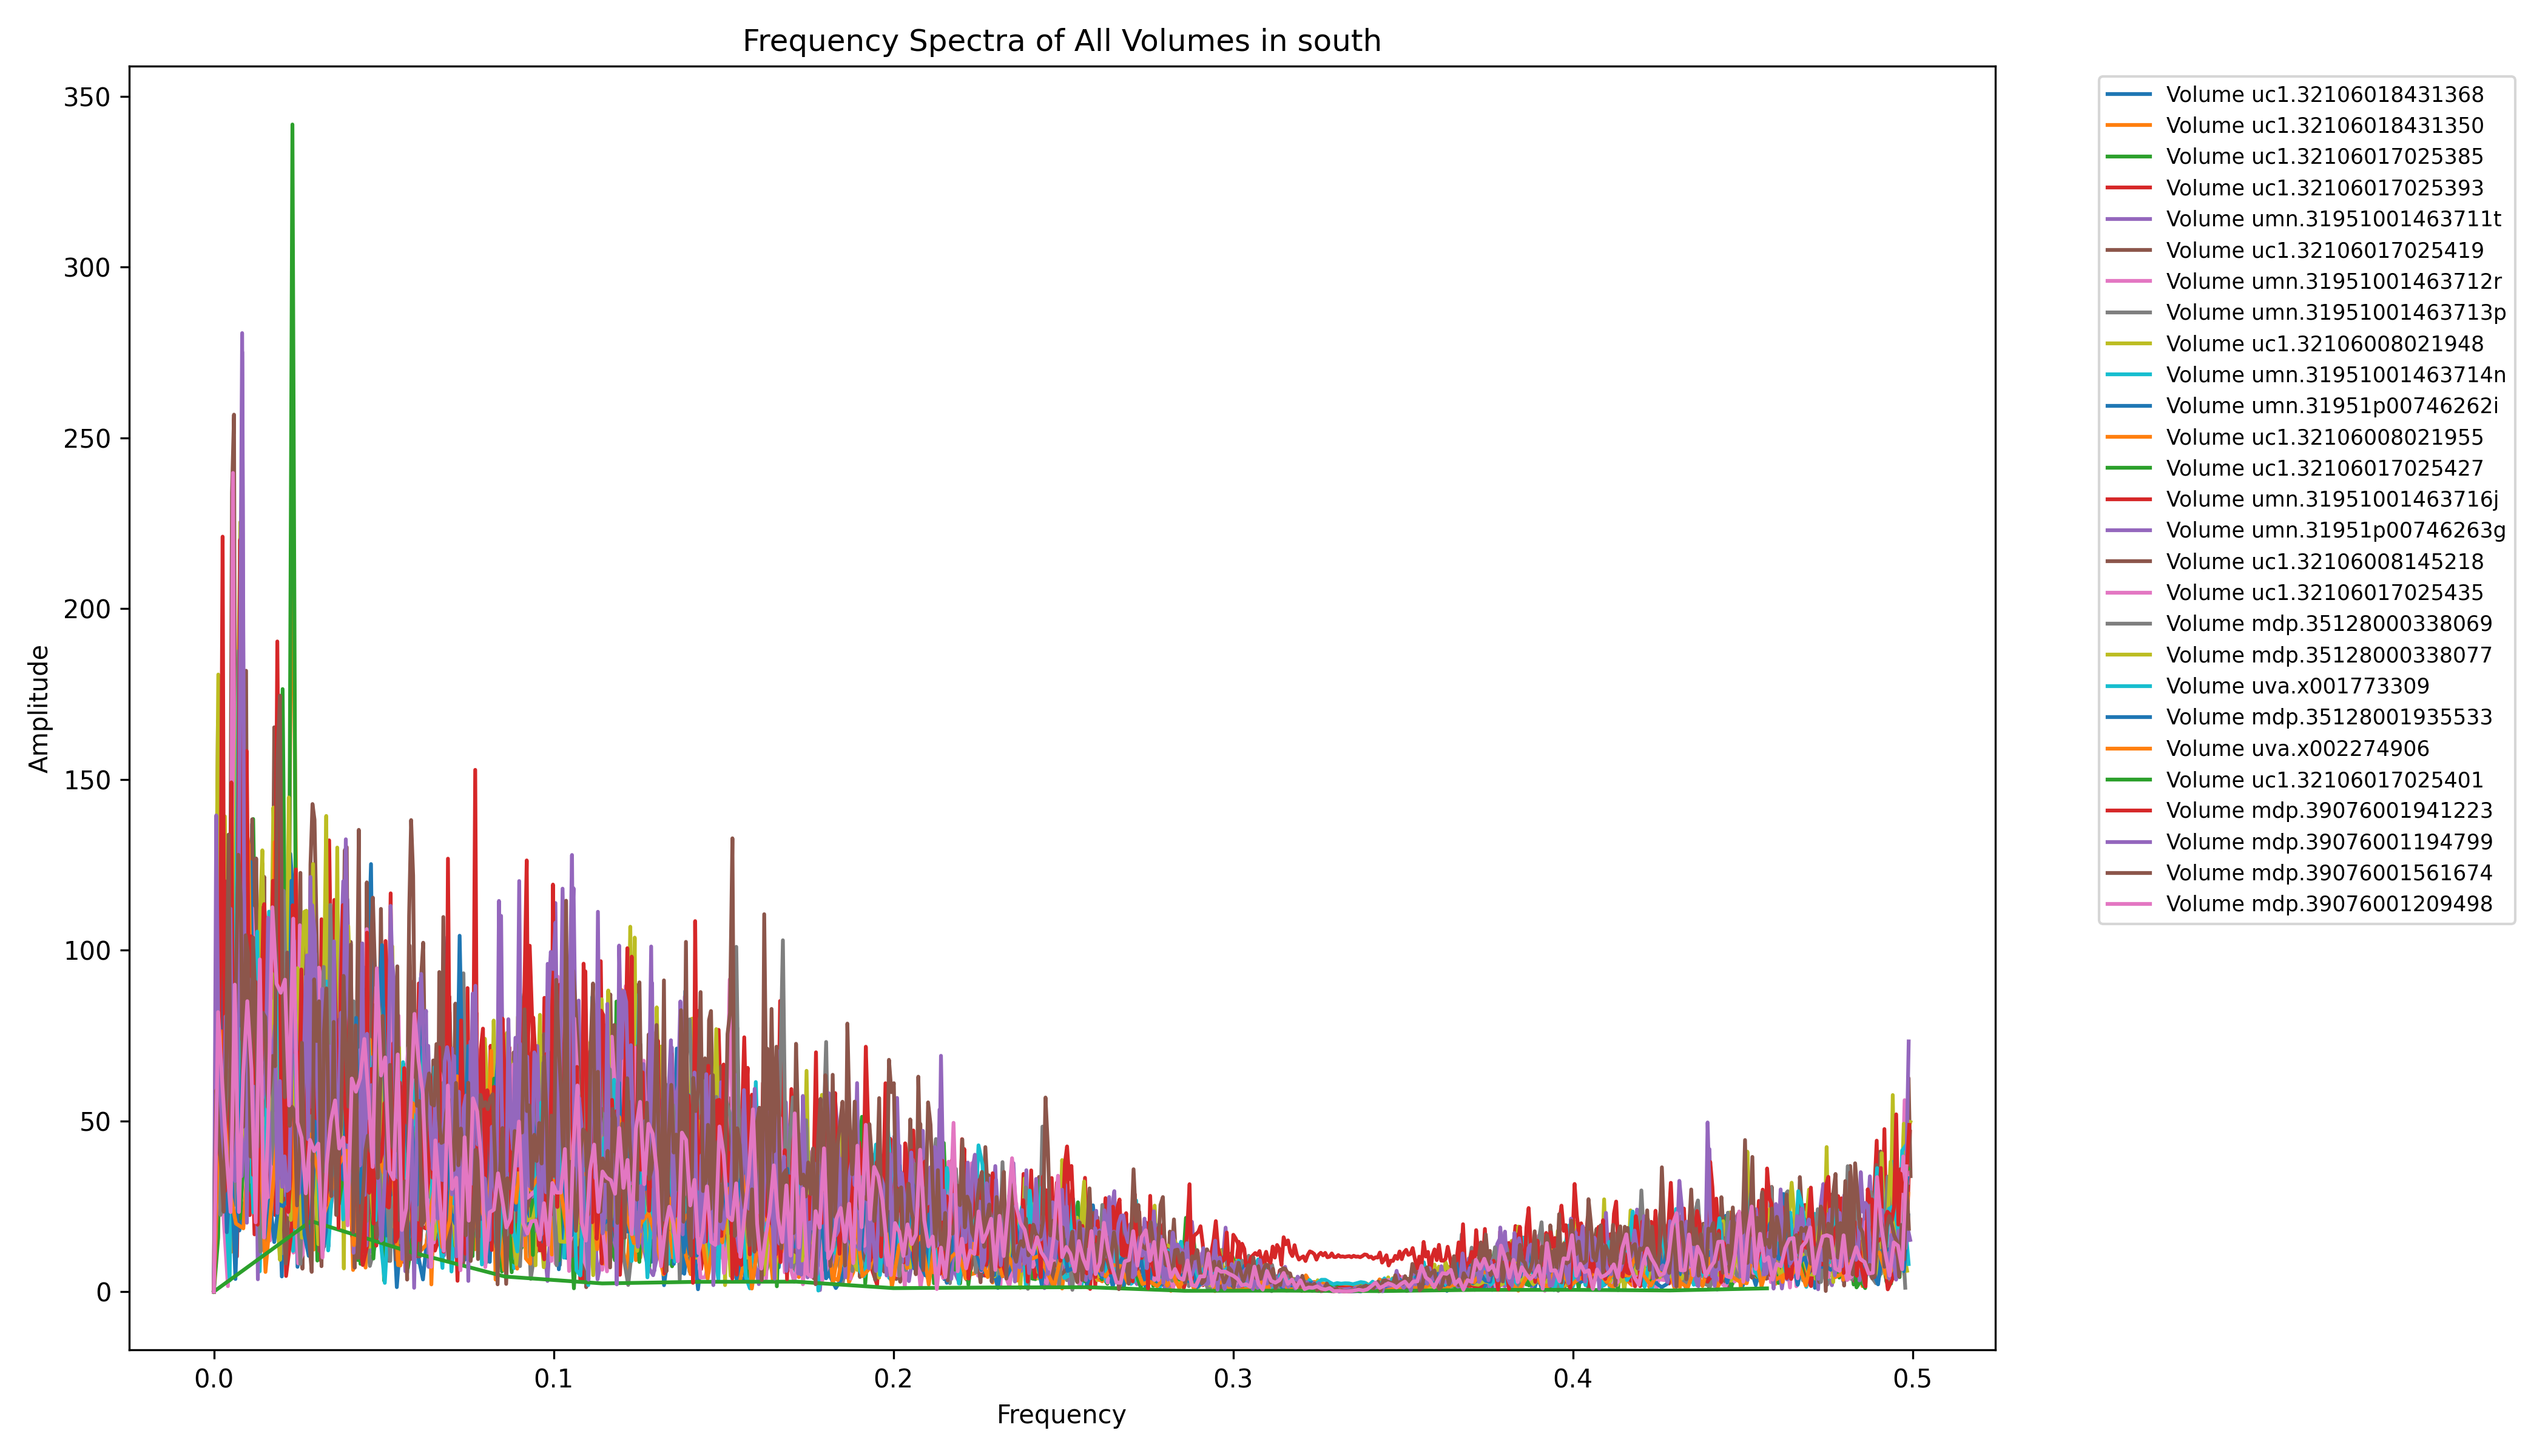 Frequency Spectra of All Volumes in south
350
300
250
200
150
100
50
0
Amplitude
0.0
0.1
0.2
0.3
0.4
0.5
Frequency
Volume uc1.32106018431368
Volume uc1.32106018431350
Volume uc1.32106017025385
Volume uc1.32106017025393
Volume umn.31951001463711t
Volume uc1.32106017025419
Volume umn.31951001463712r
Volume umn.31951001463713p
Volume uc1.32106008021948
Volume umn.31951001463714n
Volume umn.31951p00746262i
Volume uc1.32106008021955
Volume uc1.32106017025427
Volume umn.31951001463716j
Volume umn.31951p00746263g
Volume uc1.32106008145218
Volume uc1.32106017025435
Volume mdp.35128000338069
Volume mdp.35128000338077
Volume uva.x001773309
Volume mdp.35128001935533
Volume uva.x002274906
Volume uc1.32106017025401
Volume mdp.39076001941223
Volume mdp.39076001194799
Volume mdp.39076001561674
Volume mdp.39076001209498